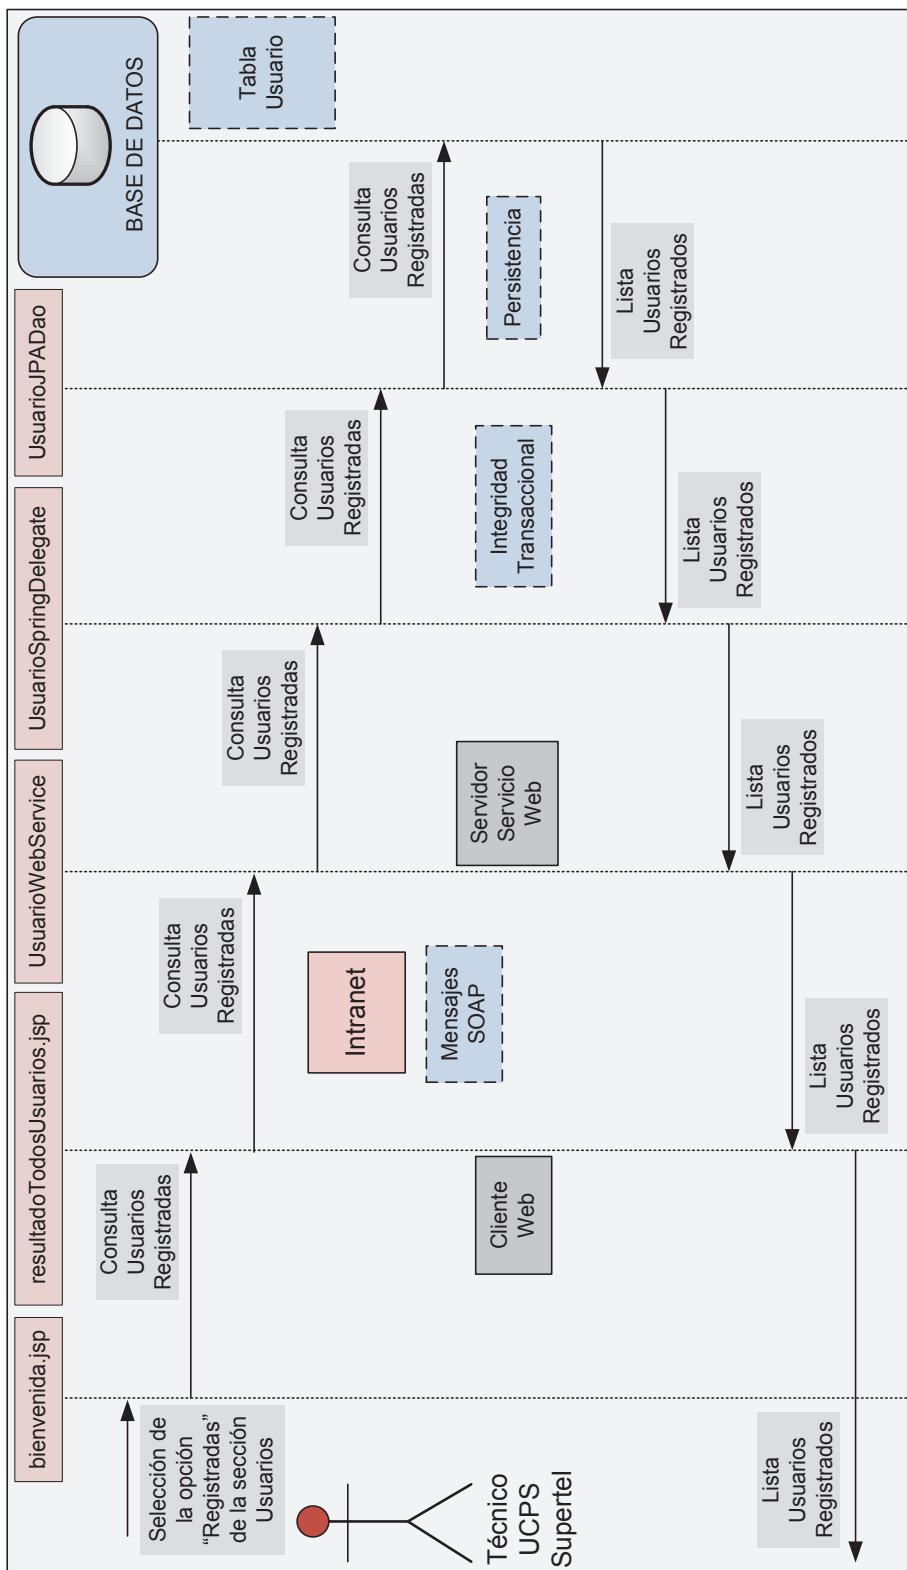 bienvenida.jsp
resultadoTodosUsuarios.jsp
UsuarioWebService
UsuarioSpringDelegate
UsuarioJPADao
BASE DE DATOS
Selección de
la opción
“Registradas”
de la sección
Usuarios
Consulta
Usuarios
Registradas
Consulta
Usuarios
Registradas
Consulta
Usuarios
Registradas
Consulta
Usuarios
Registradas
Consulta
Usuarios
Registradas
Tabla
Usuario
Técnico
UCPS
Supertel
Cliente
Web
Intranet
Mensajes
SOAP
Servidor
Servicio
Web
Integridad
Transaccional
Persistencia
Lista
Usuarios
Registrados
Lista
Usuarios
Registrados
Lista
Usuarios
Registrados
Lista
Usuarios
Registrados
Lista
Usuarios
Registrados